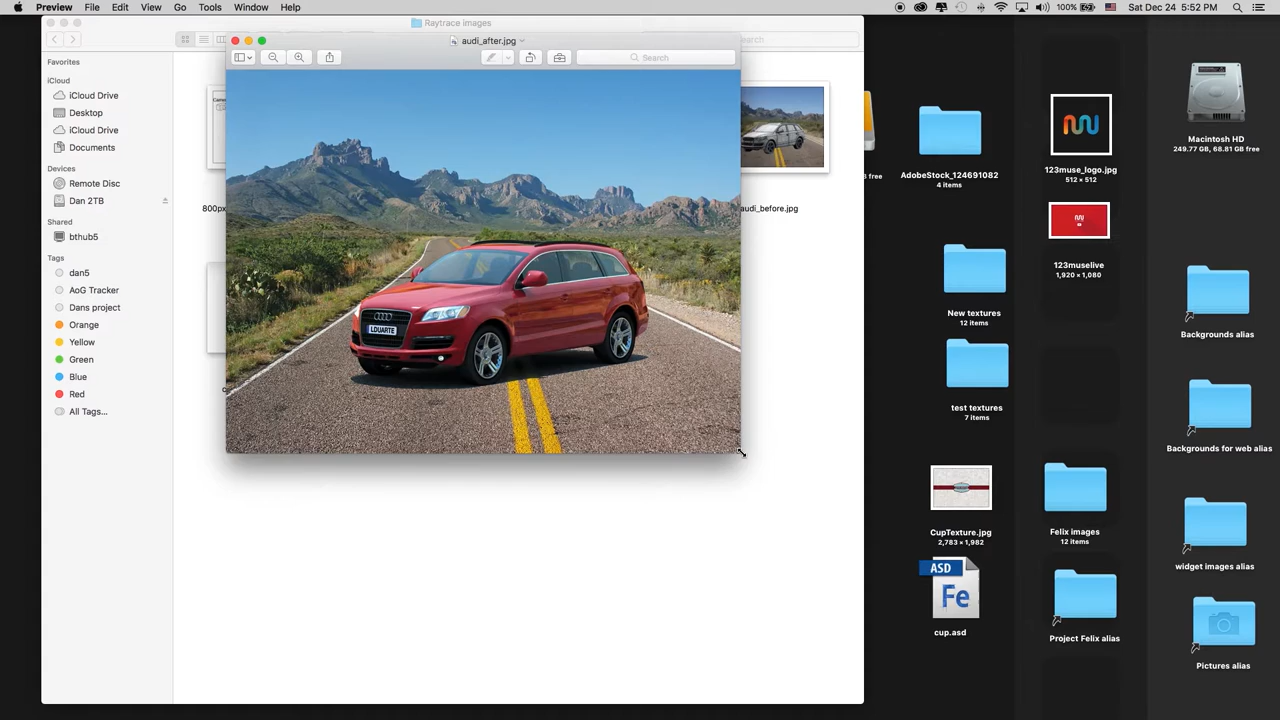 Preview File Edit View Go Tools Window Help
100% Sat Dec 24 5:52 PM
Raytrace images
audi_after.jpg
Search
Favorites
iCloud
iCloud Drive
Desktop
iCloud Drive
Documents
Devices
Remote Disc
Dan 2TB
Shared
bthub5
Tags
dan5
AoG Tracker
Dans project
Orange
Yellow
Green
Blue
Red
All Tags...
800px
audi_before.jpg
LDUARTE
free
AdobeStock_124691082
4 items
123muse_logo.jpg
512 × 512
Macintosh HD
249.77 GB, 68.81 GB free
New textures
12 items
123muselive
1,920 × 1,080
Backgrounds alias
test textures
7 items
Backgrounds for web alias
CupTexture.jpg
2,783 × 1,982
Felix images
12 items
widget images alias
ASD
Fe
cup.asd
Project Felix alias
Pictures alias